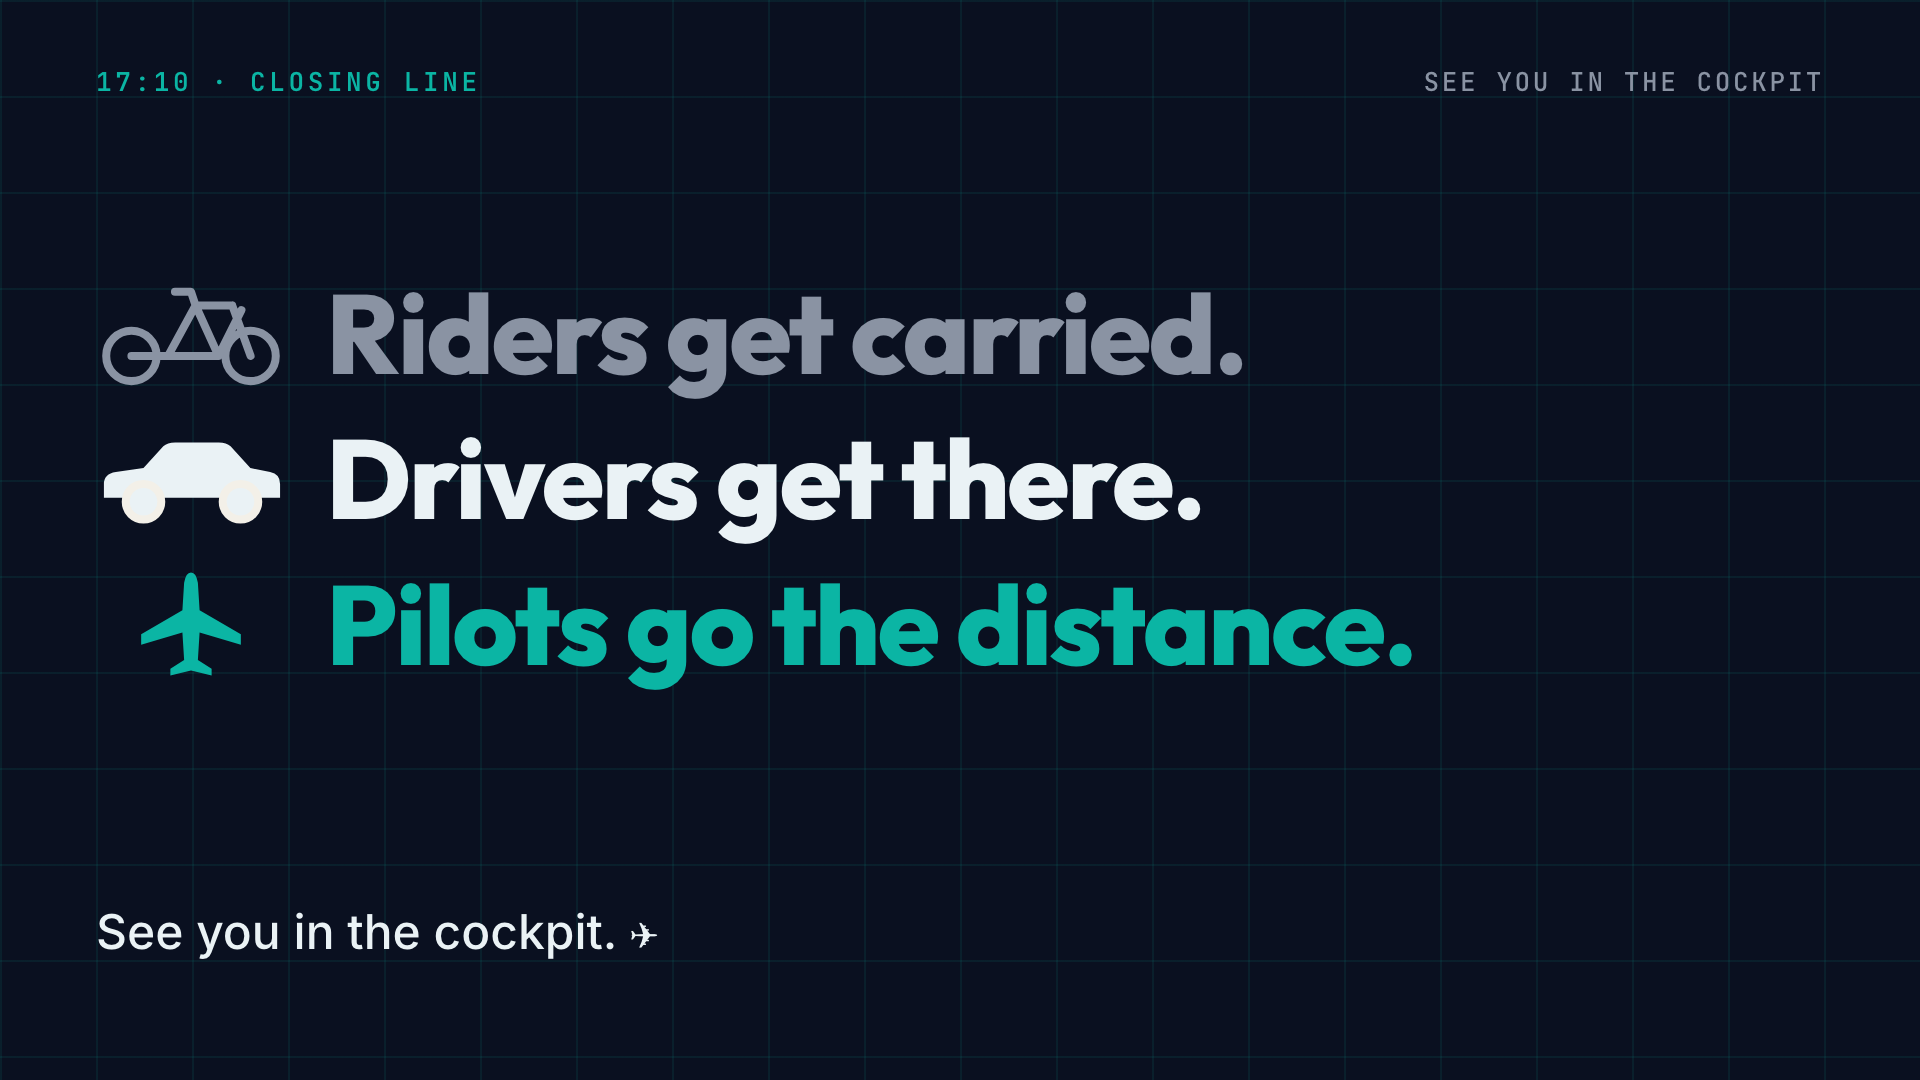 17:10 · CLOSING LINE
SEE YOU IN THE COCKPIT
Riders get carried.
Drivers get there.
Pilots go the distance.
See you in the cockpit. ✈